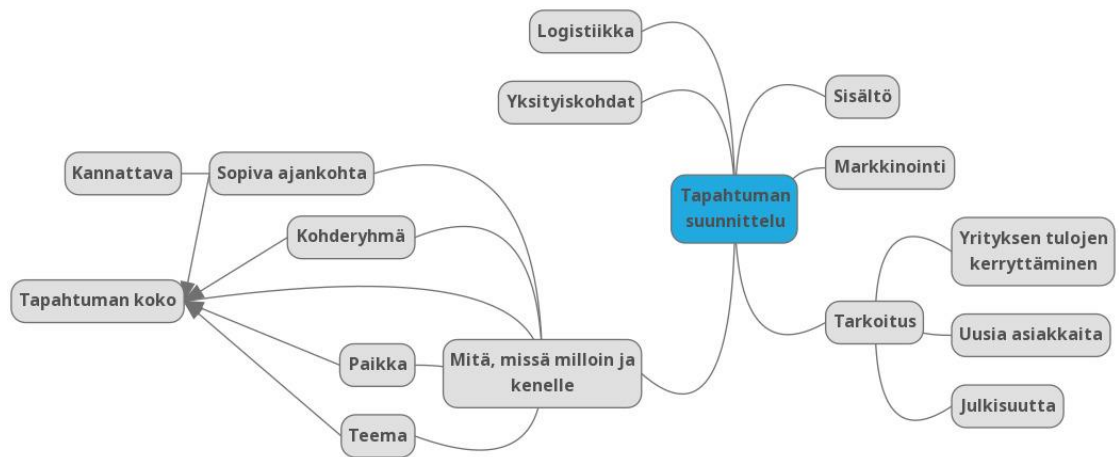 Logistiikka
Yksityiskohdat
Sisältö
Kannattava
Sopiva ajankohta
Markkinointi
Tapahtuman
suunnittelu
Kohderyhmä
Yrityksen tulojen
kerryttäminen
Tapahtuman koko
Tarkoitus
Uusia asiakkaita
Paikka
Mitä, missä milloin ja
kenelle
Julkisuutta
Teema